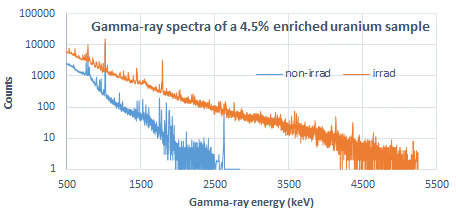 Gamma-ray spectra of a 4.5% enriched uranium sample
100000
10000
1000
100
10
1
Counts
non-irrad irrad
500 1500 2500 3500 4500 5500
Gamma-ray energy (keV)